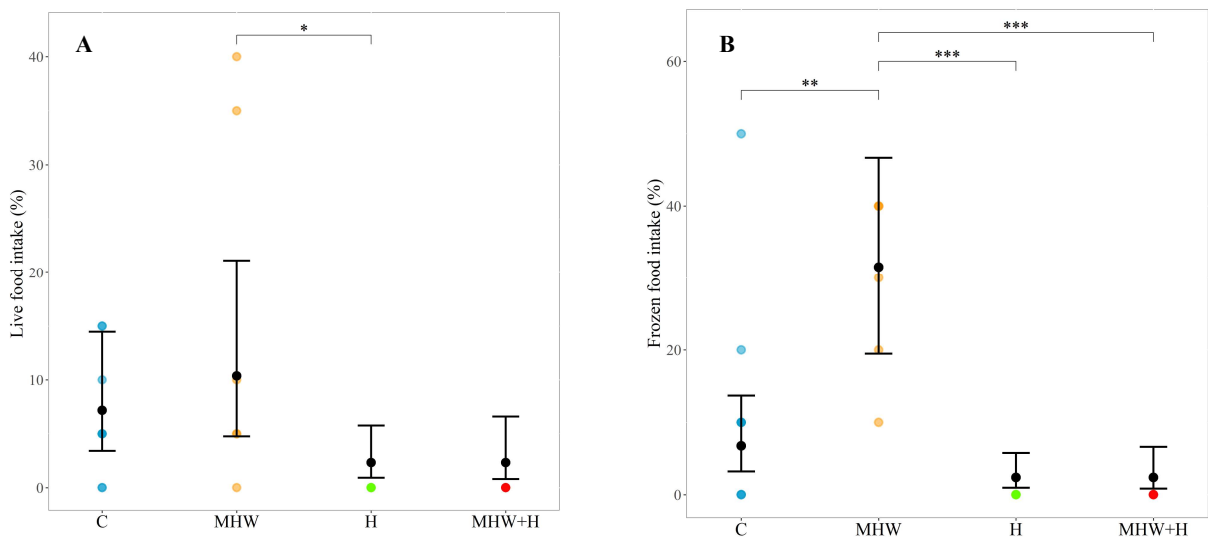 A
*
Live food intake (%)
40
30
20
10
0
C
MHW
H
MHW+H
B
***
***
**
Frozen food intake (%)
60
40
20
0
C
MHW
H
MHW+H